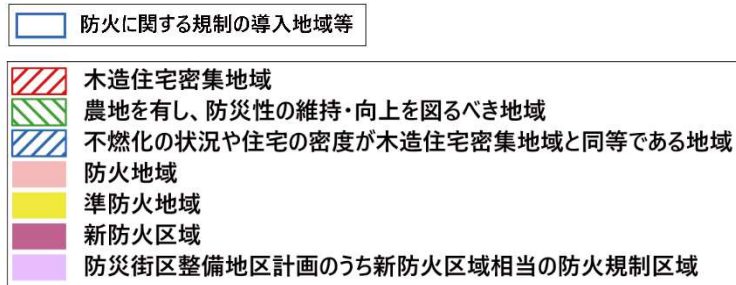 防火に関する規制の導入地域等
木造住宅密集地域
農地を有し、防災性の維持・向上を図るべき地域
不燃化の状況や住宅の密度が木造住宅密集地域と同等である地域
防火地域
準防火地域
新防火区域
防災街区整備地区計画のうち新防火区域相当の防火規制区域